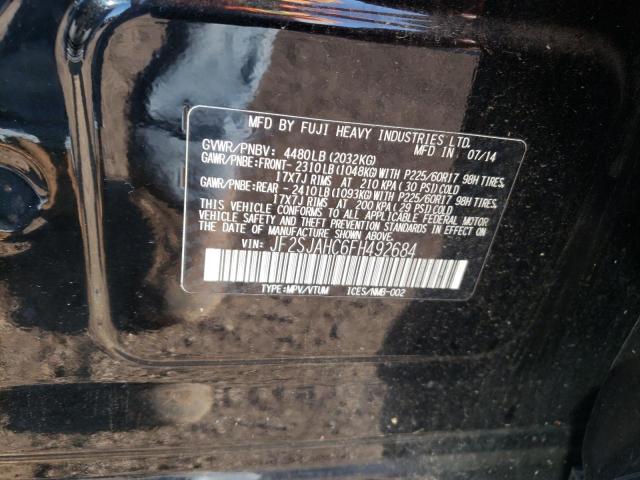 MFD BY FUJI HEAVY INDUSTRIES LTD.
GVWR/PNBV: 4480LB (2032KG) MFD IN 07/14
GAWR/PNBE:FRONT- 2310LB (1048KG) WITH P225/60R17 98H TIRES,
17X7J RIMS AT 210 KPA (30 PSI) COLD
GAWR/PNBE:REAR - 2410LB (1093KG) WITH P225/60R17 98H TIRES,
17X7J RIMS AT 200 KPA (29 PSI) COLD
THIS VEHICLE CONFORMS TO ALL APPLICABLE FEDERAL MOTOR
VEHICLE SAFETY AND THEFT PREVENTION STANDARDS
IN EFFECT ON THE DATE OF MANUFACTURE SHOWN ABOVE.
VIN: JF2SJAHC6FH492684
TYPE:MPV/VTUM ICES/NMB-002